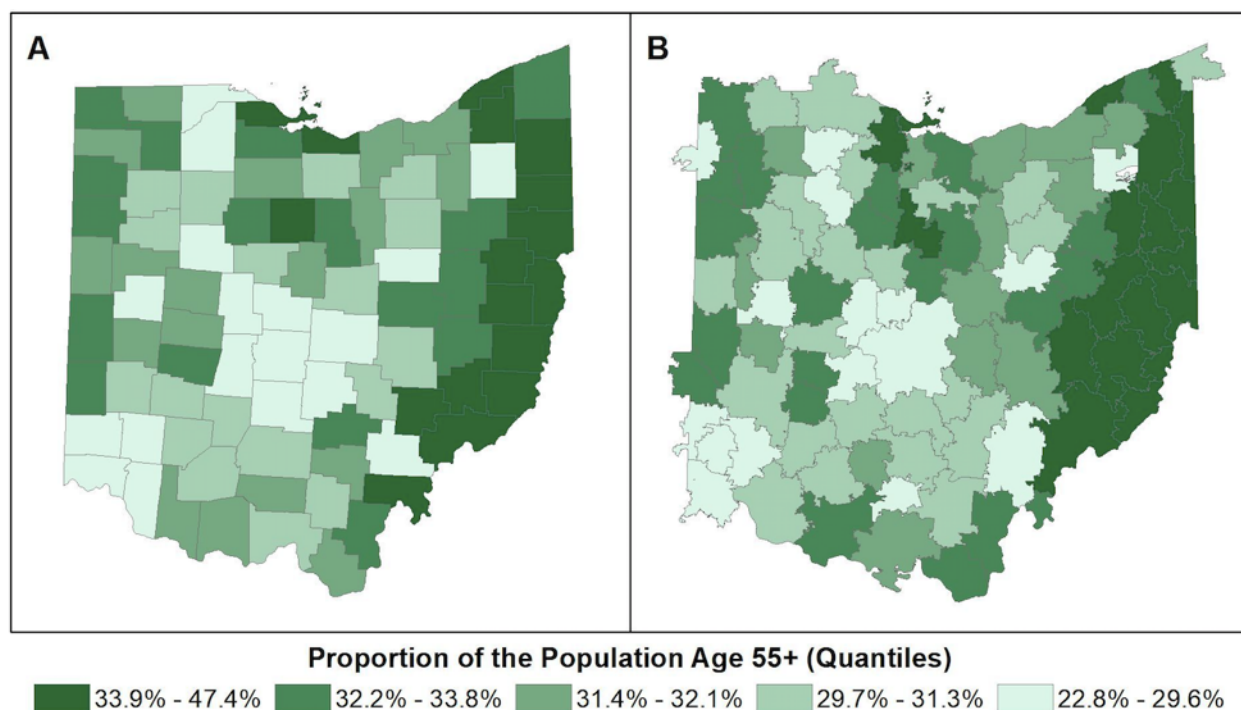 A
B
Proportion of the Population Age 55+ (Quantiles)
33.9% - 47.4% 32.2% - 33.8% 31.4% - 32.1% 29.7% - 31.3% 22.8% - 29.6%